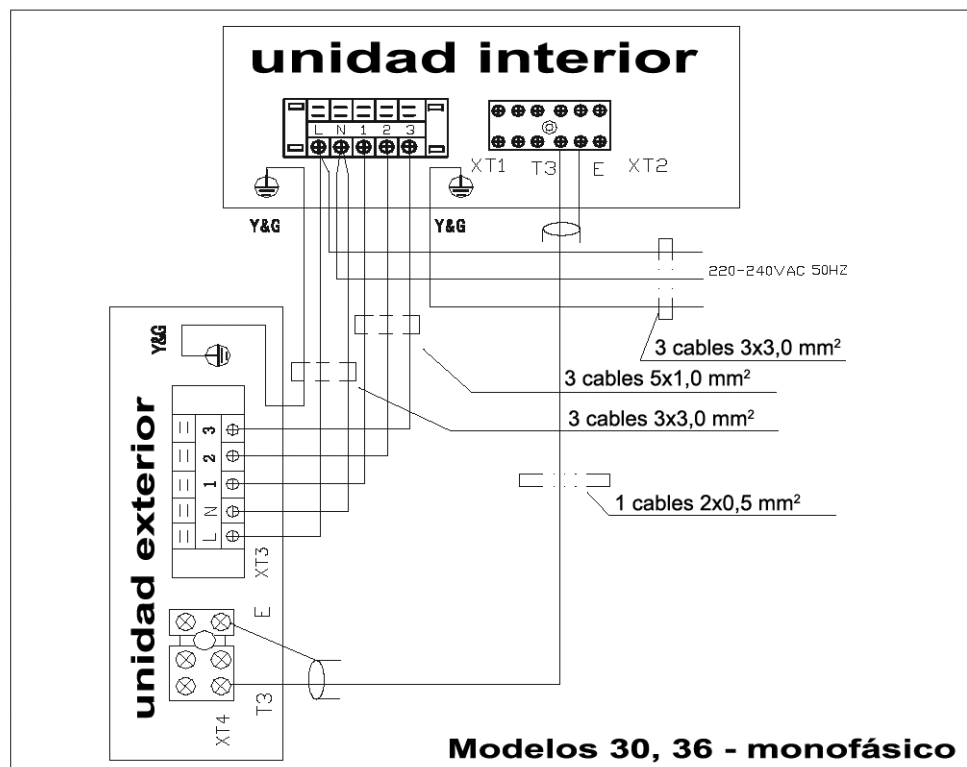 unidad interior
L N 1 2 3
XT1 T3 E XT2
Y&G
Y&G
220-240VAC 50HZ
3 cables 3x3,0 mm²
3 cables 5x1,0 mm²
3 cables 3x3,0 mm²
1 cables 2x0,5 mm²
unidad exterior
Y&G
3
2
1
N
L
XT3
E
T3
XT4
Modelos 30, 36 - monofásico